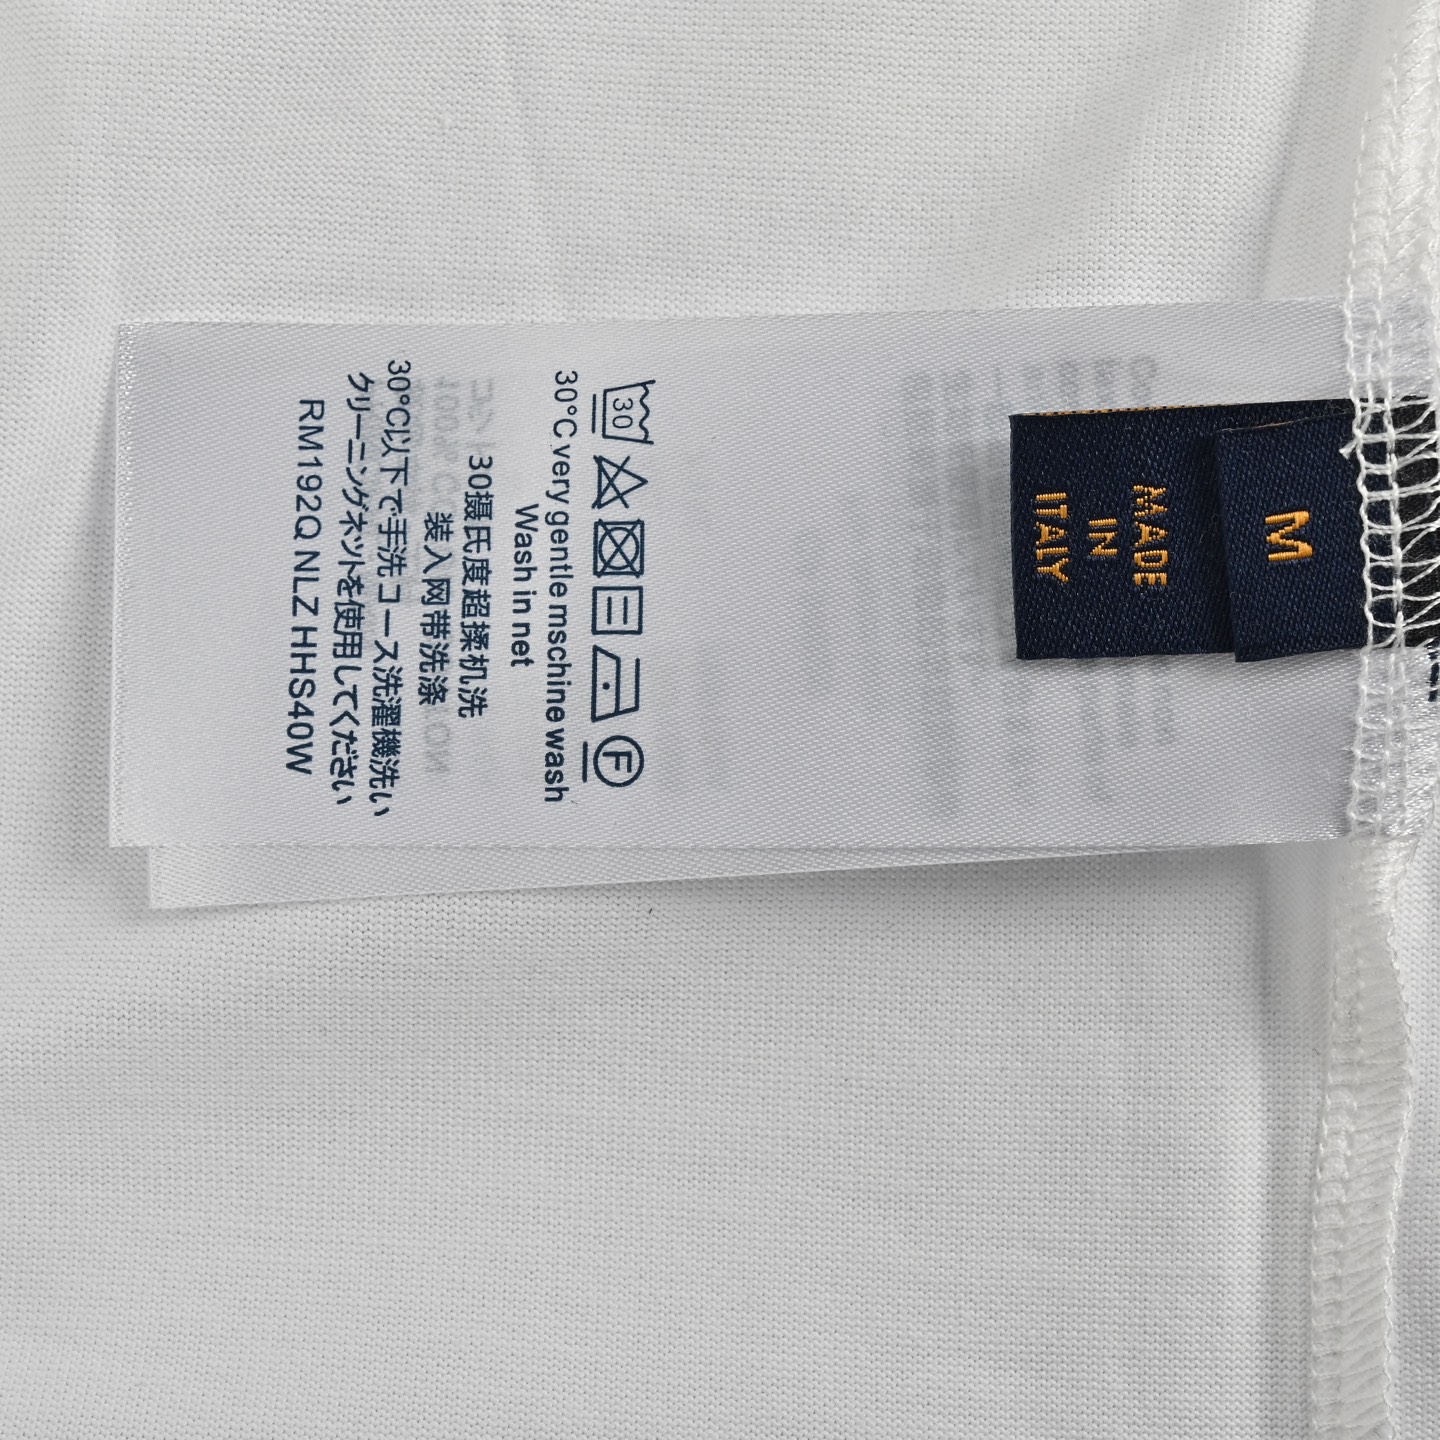 M
MADE
IN
ITALY
30
F
30°C very gentle mschine wash
Wash in net
30摄氏度超揉机洗
装入网带洗涤
30°C以下で手洗コース洗濯機洗い
クリーニングネットを使用してください
RM192Q NLZ HHS40W